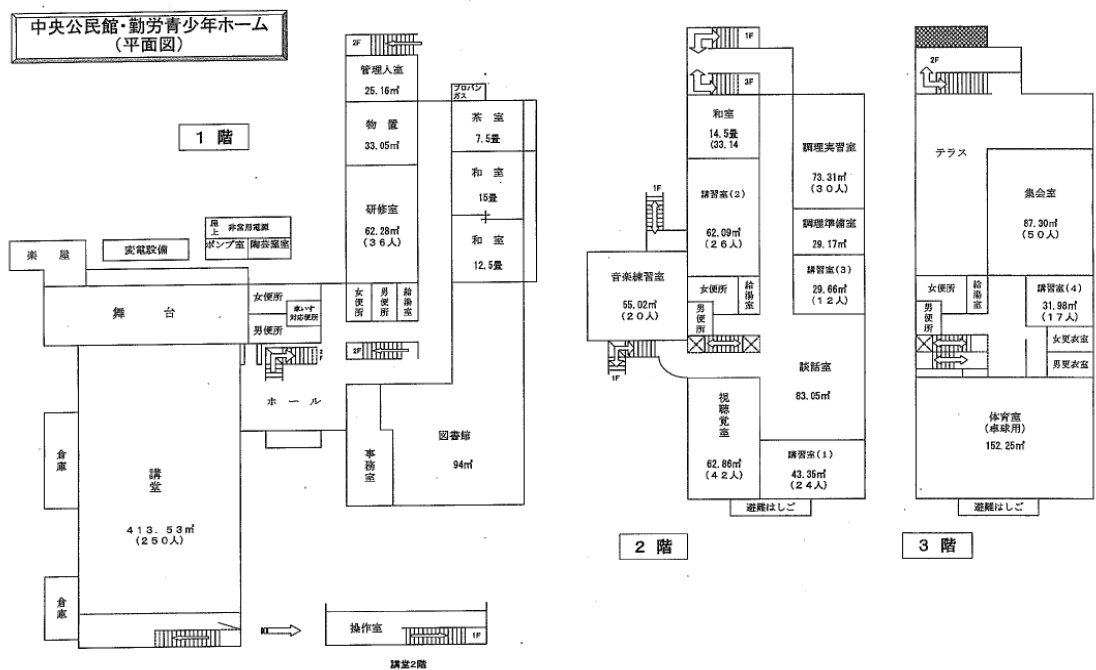 中央公民館・勤労青少年ホーム
(平面図)
1 階
2F
管理人室
25.16㎡
物 置
33.05㎡
研修室
62.28㎡
(36人)
プロパン
ガス
茶 室
7.5畳
和 室
15畳
和 室
12.5畳
屋上
非常用電源
ポンプ室
陶芸窯室
変電設備
楽 屋
舞 台
女便所
男便所
車いす
対応便所
女便所
男便所
給湯室
2F
2F
ホール
事務室
図書館
94㎡
倉庫
講堂
413.53㎡
(250人)
倉庫
操作室
1F
講堂2階
1F
3F
和室
14.5畳
(33.14
調理実習室
73.31㎡
(30人)
講習室(2)
62.09㎡
(26人)
調理準備室
29.17㎡
講習室(3)
29.66㎡
(12人)
1F
音楽練習室
55.02㎡
(20人)
女便所
給湯室
男便所
1F
談話室
83.05㎡
視聴覚室
62.86㎡
(42人)
講習室(1)
43.35㎡
(24人)
避難はしご
2 階
2F
テラス
集会室
87.30㎡
(50人)
女便所
給湯室
男便所
講習室(4)
31.98㎡
(17人)
女更衣室
男更衣室
体育室
(卓球用)
152.25㎡
避難はしご
3 階